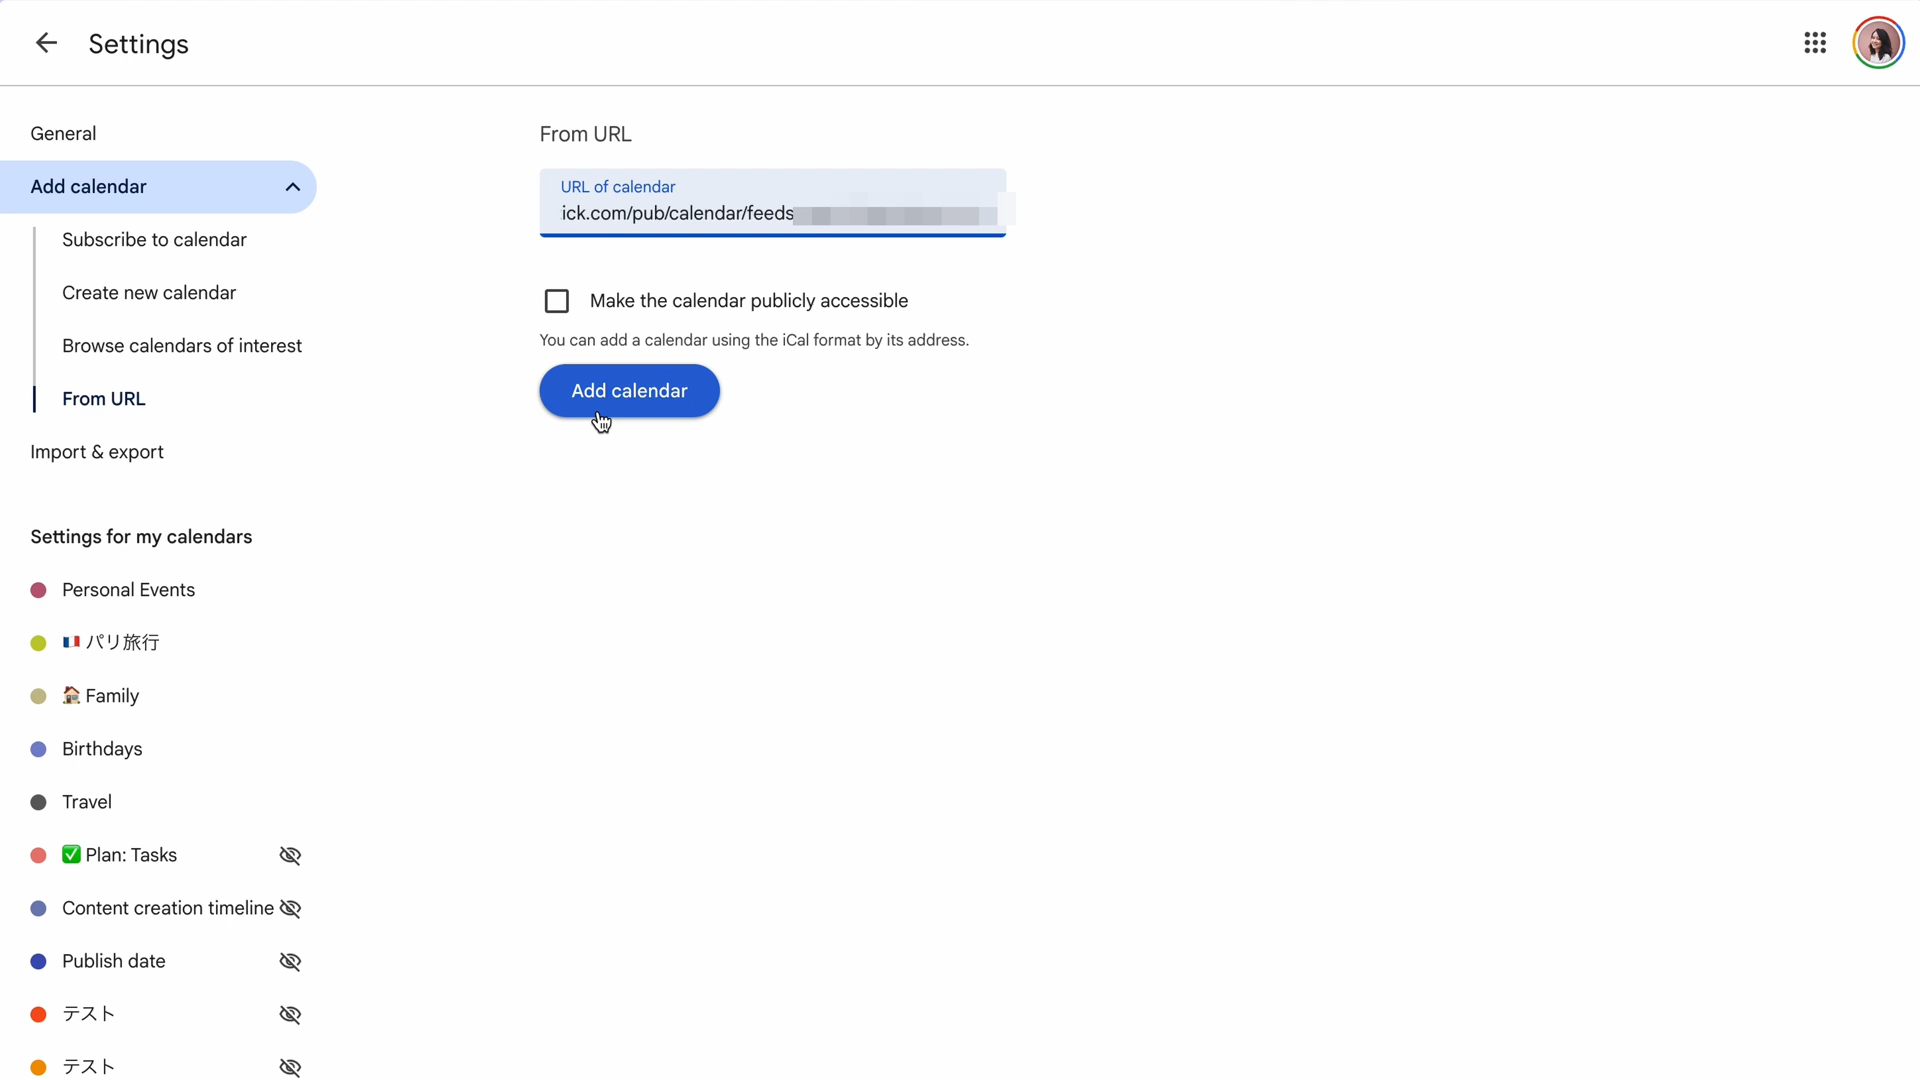 Settings
General
Add calendar
Subscribe to calendar
Create new calendar
Browse calendars of interest
From URL
Import & export
Settings for my calendars
Personal Events
🇫🇷 パリ旅行
🏠 Family
Birthdays
Travel
✅ Plan: Tasks
Content creation timeline
Publish date
テスト
テスト
From URL
URL of calendar
ick.com/pub/calendar/feeds
Make the calendar publicly accessible
You can add a calendar using the iCal format by its address.
Add calendar